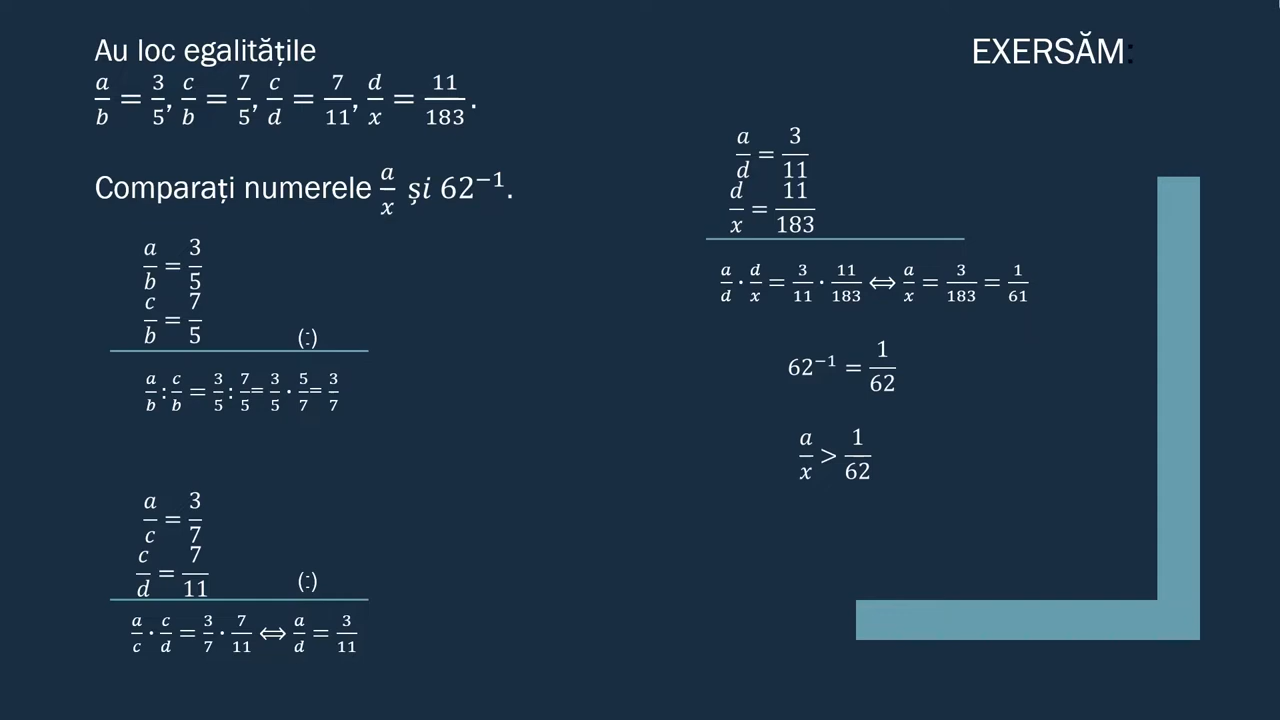 Au loc egalitățile
a/b = 3/5, c/b = 7/5, c/d = 7/11, d/x = 11/183.
Comparați numerele a/x și 62⁻¹.
a/b = 3/5
c/b = 7/5 (:)
a/b : c/b = 3/5 : 7/5 = 3/5 · 5/7 = 3/7
a/c = 3/7
c/d = 7/11 (:)
a/c · c/d = 3/7 · 7/11 ⇔ a/d = 3/11
EXERSĂM:
a/d = 3/11
d/x = 11/183
a/d · d/x = 3/11 · 11/183 ⇔ a/x = 3/183 = 1/61
62⁻¹ = 1/62
a/x > 1/62